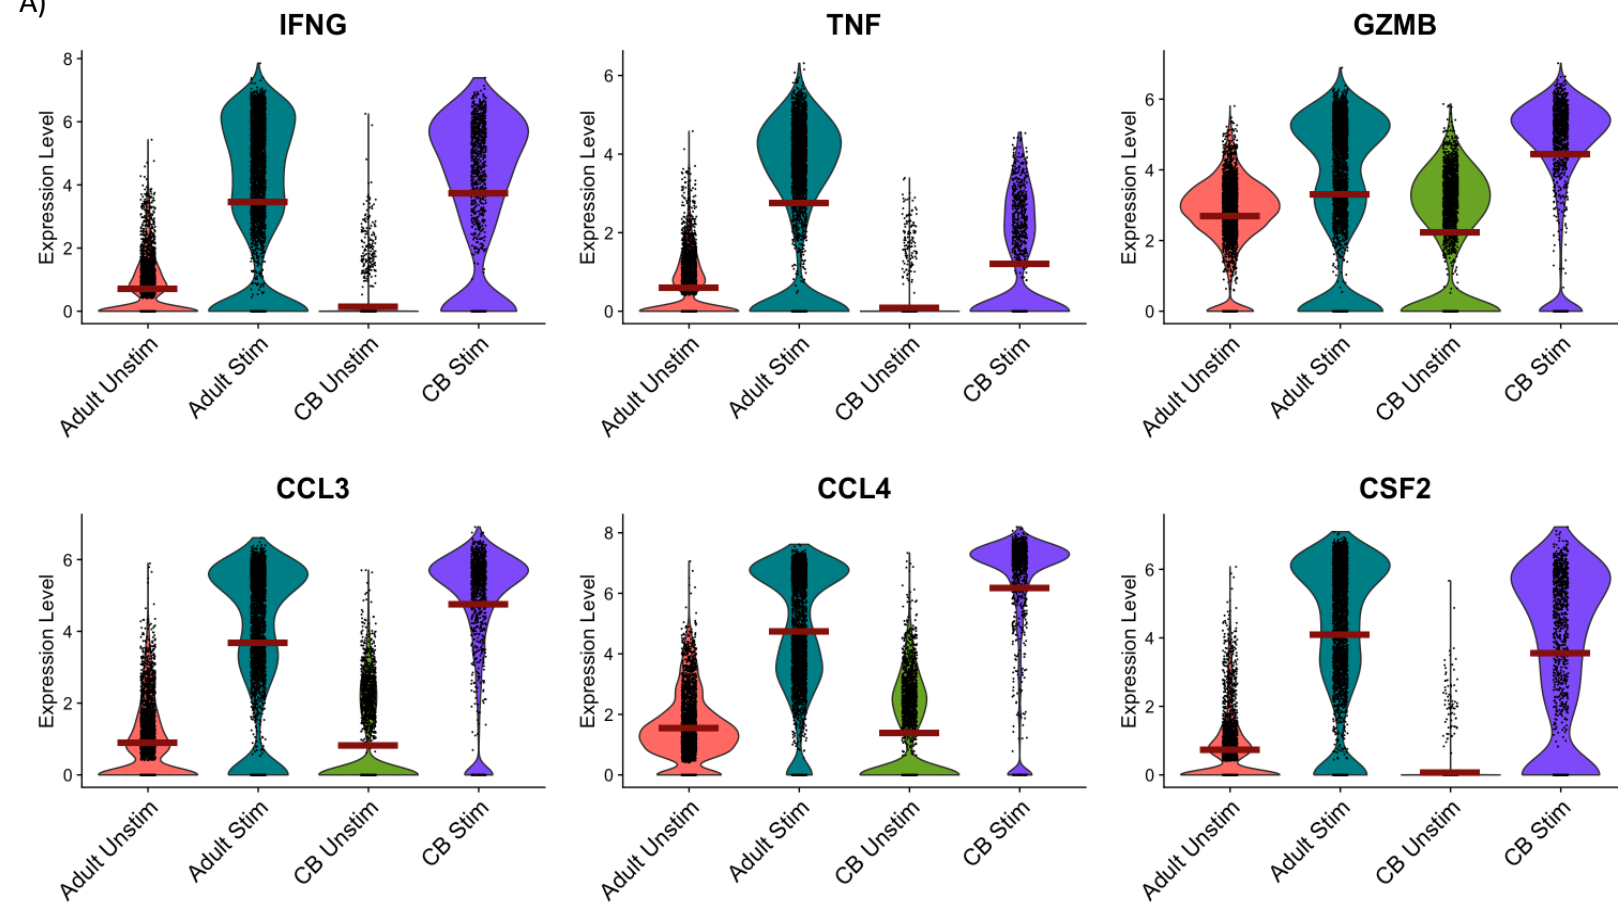 A)
IFNG
TNF
GZMB
Expression Level
8
6
4
2
0
Adult Unstim
Adult Stim
CB Unstim
CB Stim
Expression Level
6
4
2
0
Adult Unstim
Adult Stim
CB Unstim
CB Stim
Expression Level
6
4
2
0
Adult Unstim
Adult Stim
CB Unstim
CB Stim
CCL3
CCL4
CSF2
Expression Level
6
4
2
0
Adult Unstim
Adult Stim
CB Unstim
CB Stim
Expression Level
8
6
4
2
0
Adult Unstim
Adult Stim
CB Unstim
CB Stim
Expression Level
6
4
2
0
Adult Unstim
Adult Stim
CB Unstim
CB Stim